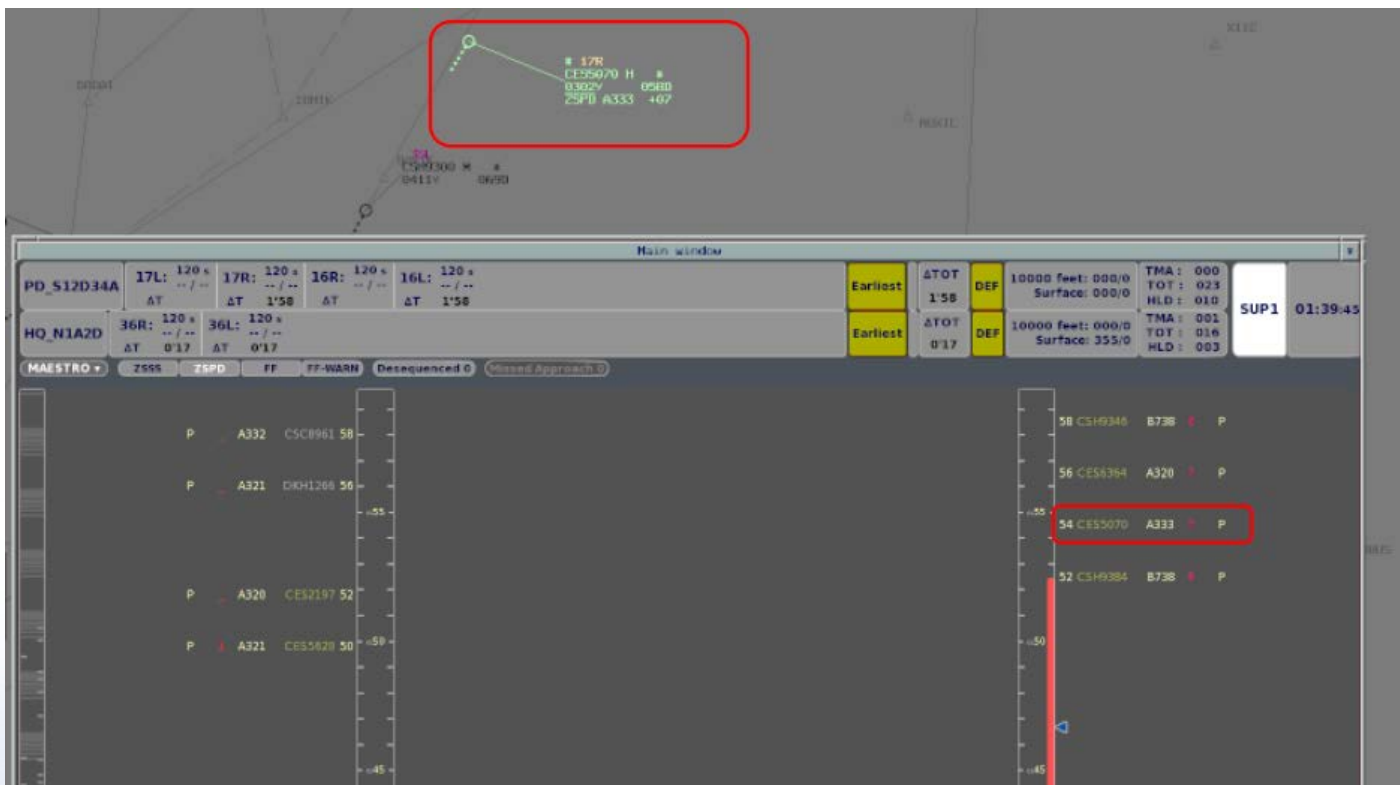 # 17R
CES5070 H #
0302Y 05BD
ZSPD A333 +07
CSH9300 M #
0411Y 069D
Main window
PD_S12D34A 17L: 120 s --/-- ΔT 17R: 120 s --/-- ΔT 1'58 16R: 120 s --/-- ΔT 16L: 120 s --/-- ΔT 1'58 Earliest ΔTOT 1'58 DEF 10000 feet: 000/0 Surface: 000/0 TMA: 000 TOT: 023 HLD: 010 SUP1 01:39:45
HQ_N1A2D 36R: 120 s --/-- ΔT 0'17 36L: 120 s --/-- ΔT 0'17 Earliest ΔTOT 0'17 DEF 10000 feet: 000/0 Surface: 355/0 TMA: 001 TOT: 016 HLD: 003
MAESTRO ZSSS ZSPD FF FF-WARN Desequenced 0 Missed Approach 0
58 CSH9346 B738 P
P A332 CSC8961 58
56 CES6364 A320 P
P A321 DKH1266 56
55 55
54 CES5070 A333 P
52 CSH9384 B738 P
P A320 CES2197 52
P A321 CES5628 50 50 50
45 45